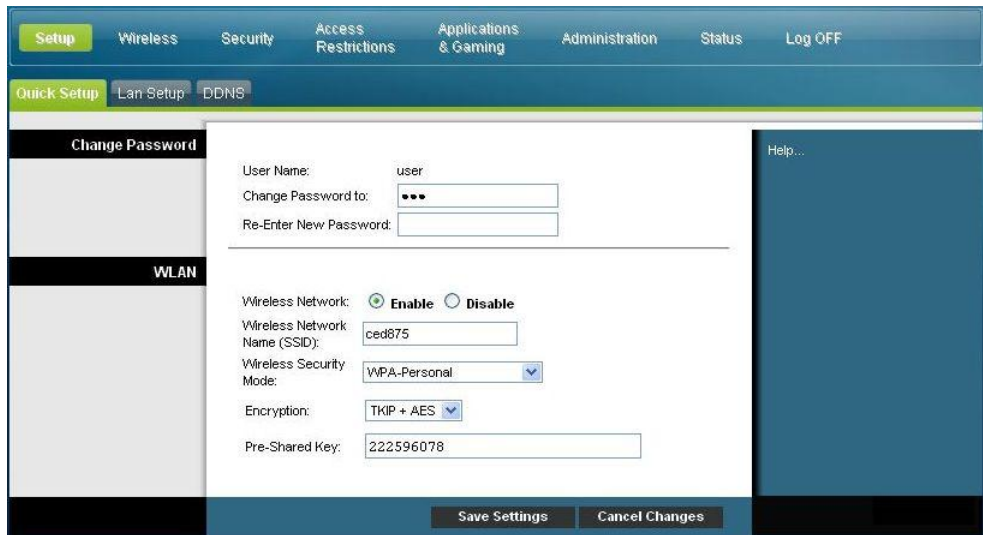 Setup Wireless Security Access Restrictions Applications & Gaming Administration Status Log OFF
Quick Setup Lan Setup DDNS
Change Password
User Name: user
Change Password to: •••
Re-Enter New Password:
Help...
WLAN
Wireless Network: Enable Disable
Wireless Network
Name (SSID): ced875
Wireless Security
Mode: WPA-Personal
Encryption: TKIP + AES
Pre-Shared Key: 222596078
Save Settings Cancel Changes